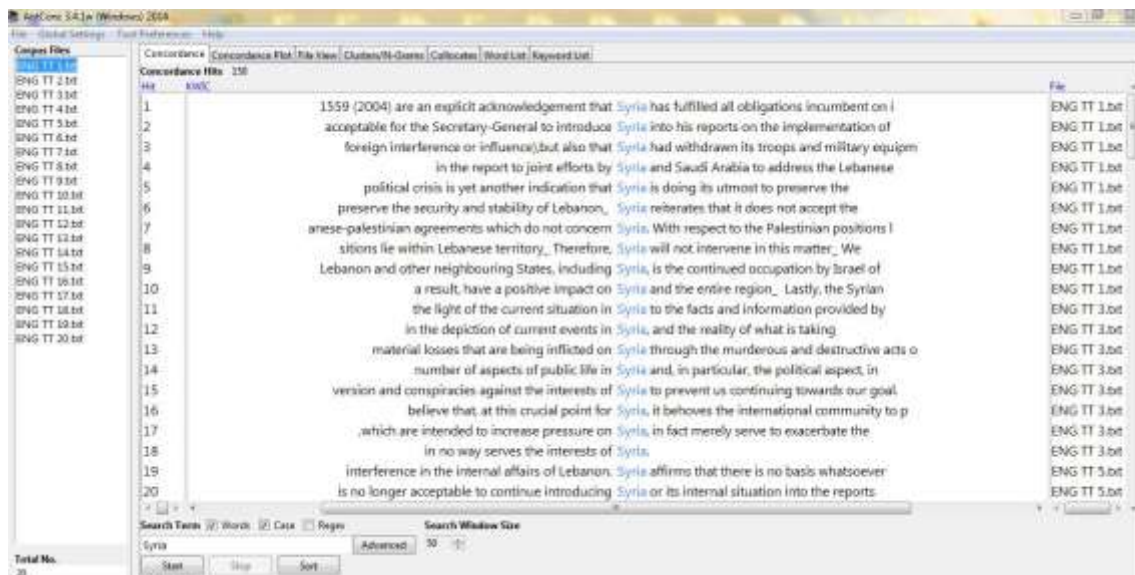 AntConc 3.4.1w (Windows) 2014
File Global Settings Tool Preferences Help
Corpus Files
ENG TT 1.txt
ENG TT 2.txt
ENG TT 3.txt
ENG TT 4.txt
ENG TT 5.txt
ENG TT 6.txt
ENG TT 7.txt
ENG TT 8.txt
ENG TT 9.txt
ENG TT 10.txt
ENG TT 11.txt
ENG TT 12.txt
ENG TT 13.txt
ENG TT 14.txt
ENG TT 15.txt
ENG TT 16.txt
ENG TT 17.txt
ENG TT 18.txt
ENG TT 19.txt
ENG TT 20.txt
Total No.
20
Concordance Concordance Plot File View Clusters/N-Grams Collocates Word List Keyword List
Concordance Hits 150
Hit KWIC File
1 1559 (2004) are an explicit acknowledgement that Syria has fulfilled all obligations incumbent on i ENG TT 1.txt
2 acceptable for the Secretary-General to introduce Syria into his reports on the implementation of ENG TT 1.txt
3 foreign interference or influence),but also that Syria had withdrawn its troops and military equipm ENG TT 1.txt
4 in the report to joint efforts by Syria and Saudi Arabia to address the Lebanese ENG TT 1.txt
5 political crisis is yet another indication that Syria is doing its utmost to preserve the ENG TT 1.txt
6 preserve the security and stability of Lebanon_ Syria reiterates that it does not accept the ENG TT 1.txt
7 anese-palestinian agreements which do not concern Syria. With respect to the Palestinian positions l ENG TT 1.txt
8 sitions lie within Lebanese territory_ Therefore, Syria will not intervene in this matter_ We ENG TT 1.txt
9 Lebanon and other neighbouring States, including Syria, is the continued occupation by Israel of ENG TT 1.txt
10 a result, have a positive impact on Syria and the entire region_ Lastly, the Syrian ENG TT 1.txt
11 the light of the current situation in Syria to the facts and information provided by ENG TT 3.txt
12 in the depiction of current events in Syria, and the reality of what is taking ENG TT 3.txt
13 material losses that are being inflicted on Syria through the murderous and destructive acts o ENG TT 3.txt
14 number of aspects of public life in Syria and, in particular, the political aspect, in ENG TT 3.txt
15 version and conspiracies against the interests of Syria to prevent us continuing towards our goal. ENG TT 3.txt
16 believe that, at this crucial point for Syria, it behoves the international community to p ENG TT 3.txt
17 ,which are intended to increase pressure on Syria, in fact merely serve to exacerbate the ENG TT 3.txt
18 in no way serves the interests of Syria. ENG TT 3.txt
19 interference in the internal affairs of Lebanon. Syria affirms that there is no basis whatsoever ENG TT 5.txt
20 is no longer acceptable to continue introducing Syria or its internal situation into the reports ENG TT 5.txt
Search Term Words Case Regex Search Window Size
Syria Advanced 50
Start Stop Sort